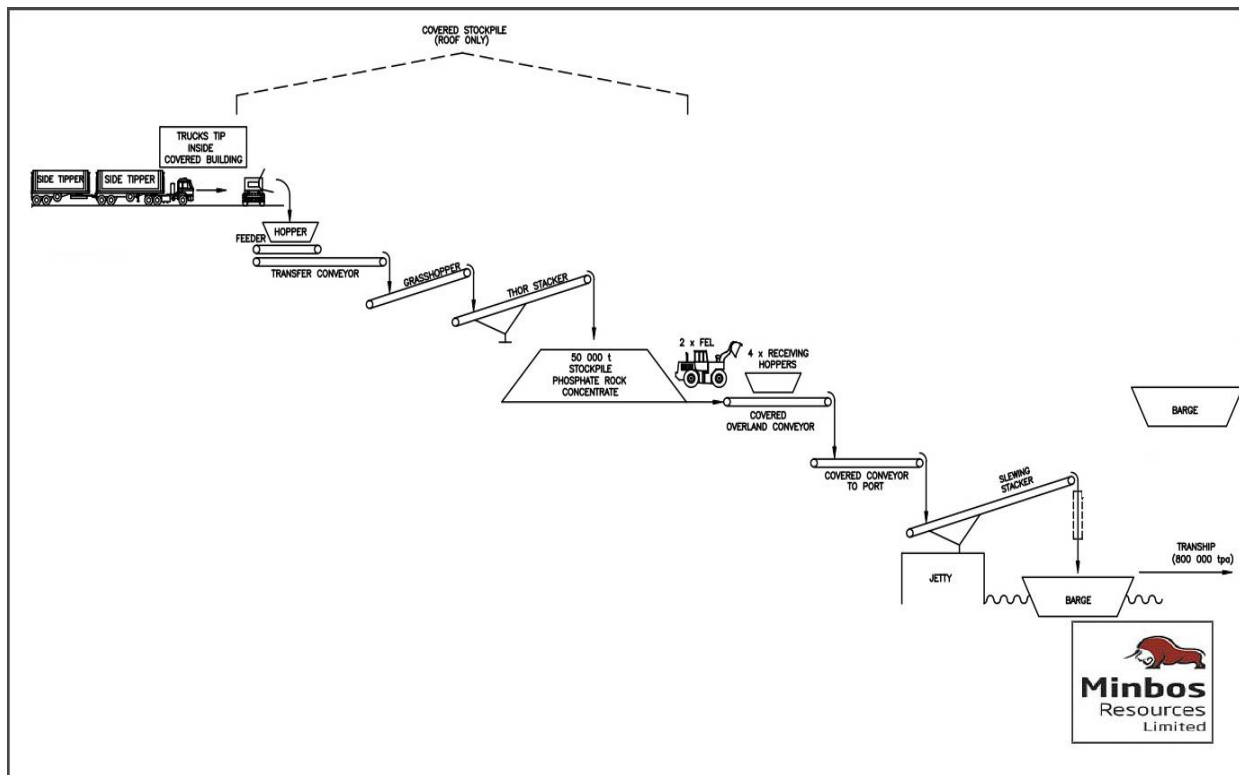 COVERED STOCKPILE
(ROOF ONLY)
TRUCKS TIP
INSIDE
COVERED BUILDING
SIDE TIPPER
SIDE TIPPER
HOPPER
FEEDER
TRANSFER CONVEYOR
GRASSHOPPER
THOR STACKER
50 000 t
STOCKPILE
PHOSPHATE ROCK
CONCENTRATE
2 x FEL
4 x RECEIVING
HOPPERS
COVERED
OVERLAND CONVEYOR
BARGE
COVERED CONVEYOR
TO PORT
SLEWING
STACKER
JETTY
BARGE
TRANSHIP
(800 000 tpa)
Minbos
Resources
Limited